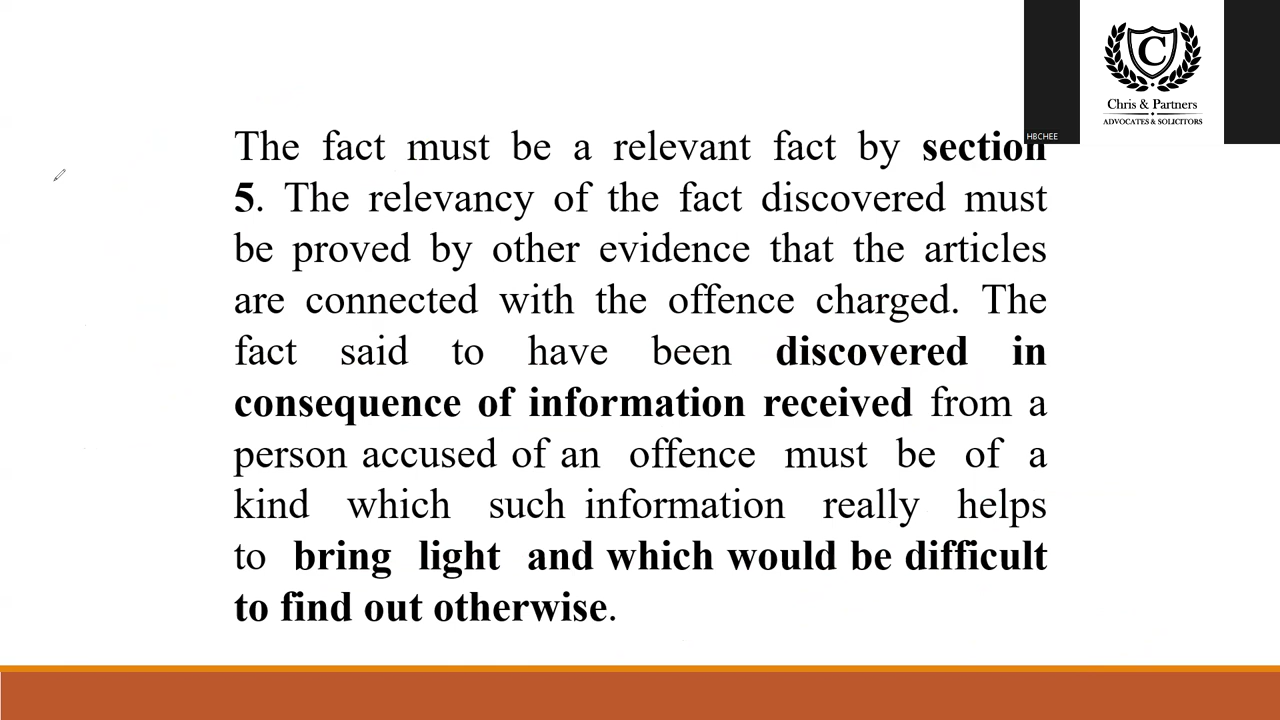 C
Chris & Partners
ADVOCATES & SOLICITORS
HBCHEE
The fact must be a relevant fact by section
5. The relevancy of the fact discovered must
be proved by other evidence that the articles
are connected with the offence charged. The
fact said to have been discovered in
consequence of information received from a
person accused of an offence must be of a
kind which such information really helps
to bring light and which would be difficult
to find out otherwise.